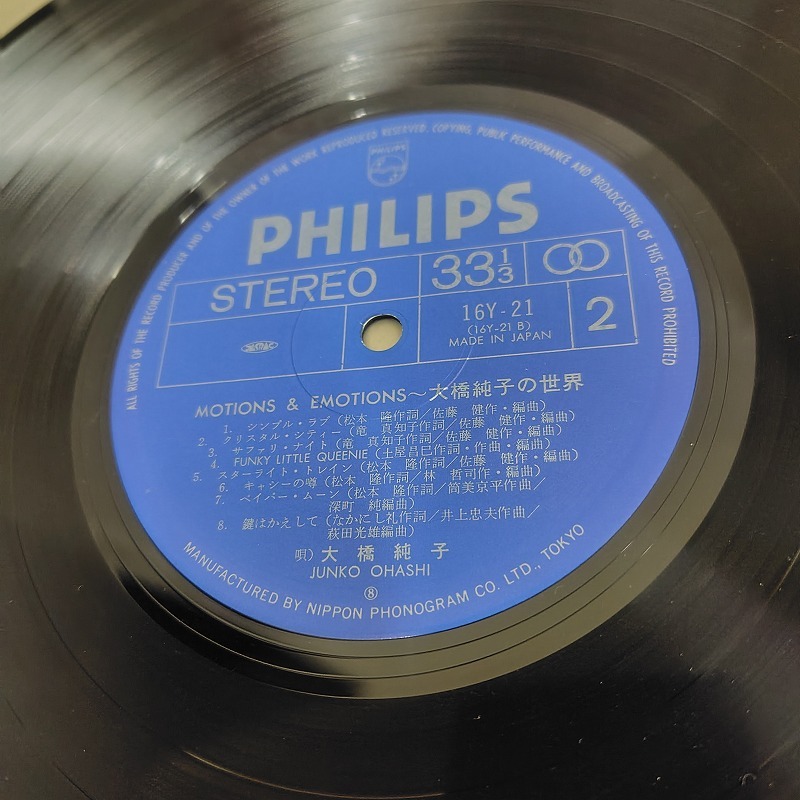 ALL RIGHTS OF THE RECORD PRODUCER AND OF THE OWNER OF THE WORK REPRODUCED RESERVED. COPYING, PUBLIC PERFORMANCE AND BROADCASTING OF THIS RECORD PROHIBITED
PHILIPS
PHILIPS
STEREO
33 1/3
16Y-21
(16Y-21 B)
MADE IN JAPAN
2
JASRAC
MOTIONS & EMOTIONS〜大橋純子の世界
1. シンプル・ラブ (松本 隆作詞/佐藤 健作・編曲)
2. クリスタル・シティー (竜 真知子作詞/佐藤 健作・編曲)
3. サファリ・ナイト (竜 真知子作詞/佐藤 健作・編曲)
4. FUNKY LITTLE QUEENIE (土屋昌巳作詞・作曲・編曲)
5. スターライト・トレイン (松本 隆作詞/佐藤 健作・編曲)
6. キャシーの噂 (松本 隆作詞/林 哲司作・編曲)
7. ペイパー・ムーン (松本 隆作詞/筒美京平作曲/
深町 純編曲)
8. 鍵はかえして (なかにし礼作詞/井上忠夫作曲/
萩田光雄編曲)
唄) 大橋純子
JUNKO OHASHI
⑧
MANUFACTURED BY NIPPON PHONOGRAM CO. LTD., TOKYO